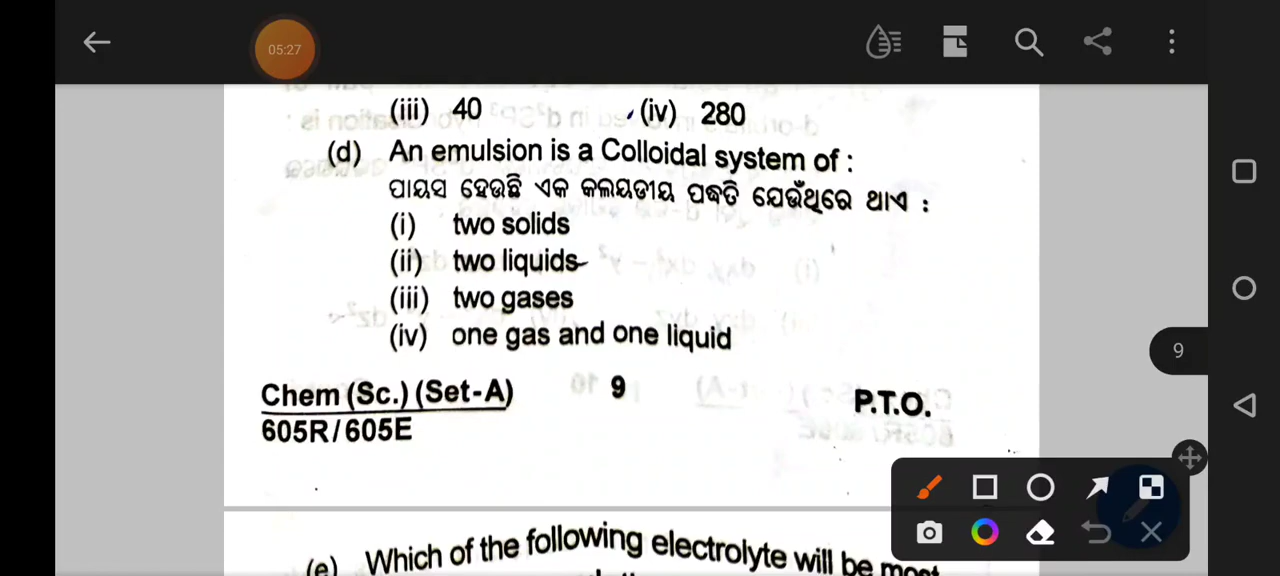 05:27
(iii) 40 (iv) 280
(d) An emulsion is a Colloidal system of :
ପାୟସ ହେଉଛି ଏକ କଲୟଡୀୟ ପଦ୍ଧତି ଯେଉଁଥିରେ ଥାଏ :
(i) two solids
(ii) two liquids
(iii) two gases
(iv) one gas and one liquid
Chem (Sc.) (Set-A) 9 P.T.O.
605R/605E
9
(e) Which of the following electrolyte will be most